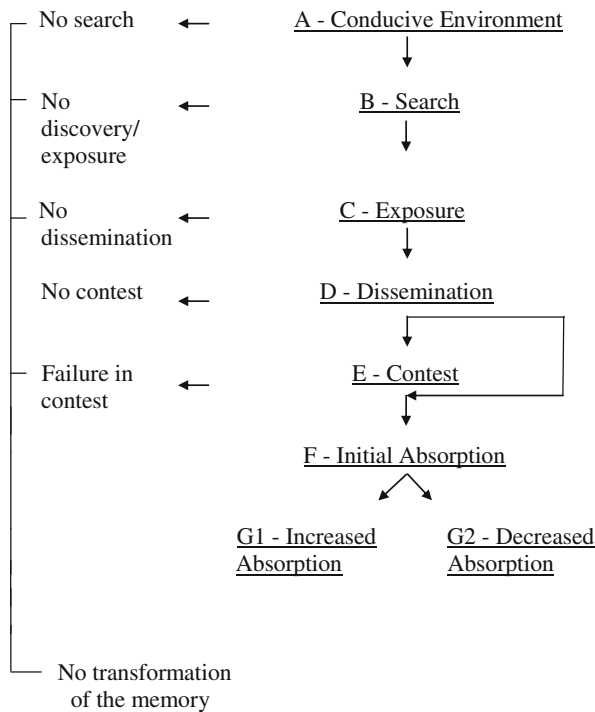 No search
A - Conducive Environment
No
discovery/
exposure
B - Search
No
dissemination
C - Exposure
No contest
D - Dissemination
Failure in
contest
E - Contest
F - Initial Absorption
G1 - Increased
Absorption
G2 - Decreased
Absorption
No transformation
of the memory